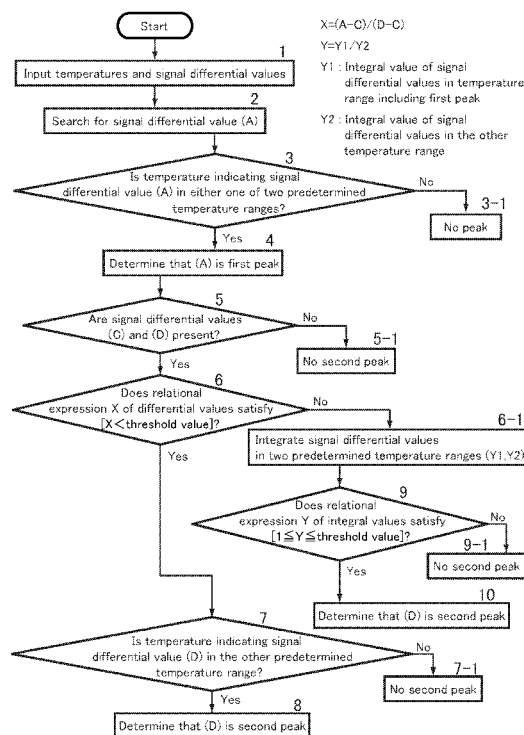 Start
X=(A-C)/(D-C)
Y=Y1/Y2
Y1 : Integral value of signal
differential values in temperature
range including first peak
Y2 : Integral value of signal
differential values in the other
temperature range
1
Input temperatures and signal differential values
2
Search for signal differential value (A)
3
Is temperature indicating signal
differential value (A) in either one of two predetermined
temperature ranges?
No
3-1
No peak
Yes
4
Determine that (A) is first peak
5
Are signal differential values
(C) and (D) present?
No
5-1
No second peak
Yes
6
Does relational
expression X of differential values satisfy
[X<threshold value]?
No
6-1
Integrate signal differential values
in two predetermined temperature ranges (Y1,Y2)
Yes
9
Does relational
expression Y of integral values satisfy
[1≦Y≦threshold value]?
No
9-1
No second peak
Yes
10
Determine that (D) is second peak
7
Is temperature indicating signal
differential value (D) in the other predetermined
temperature range?
No
7-1
No second peak
Yes
8
Determine that (D) is second peak